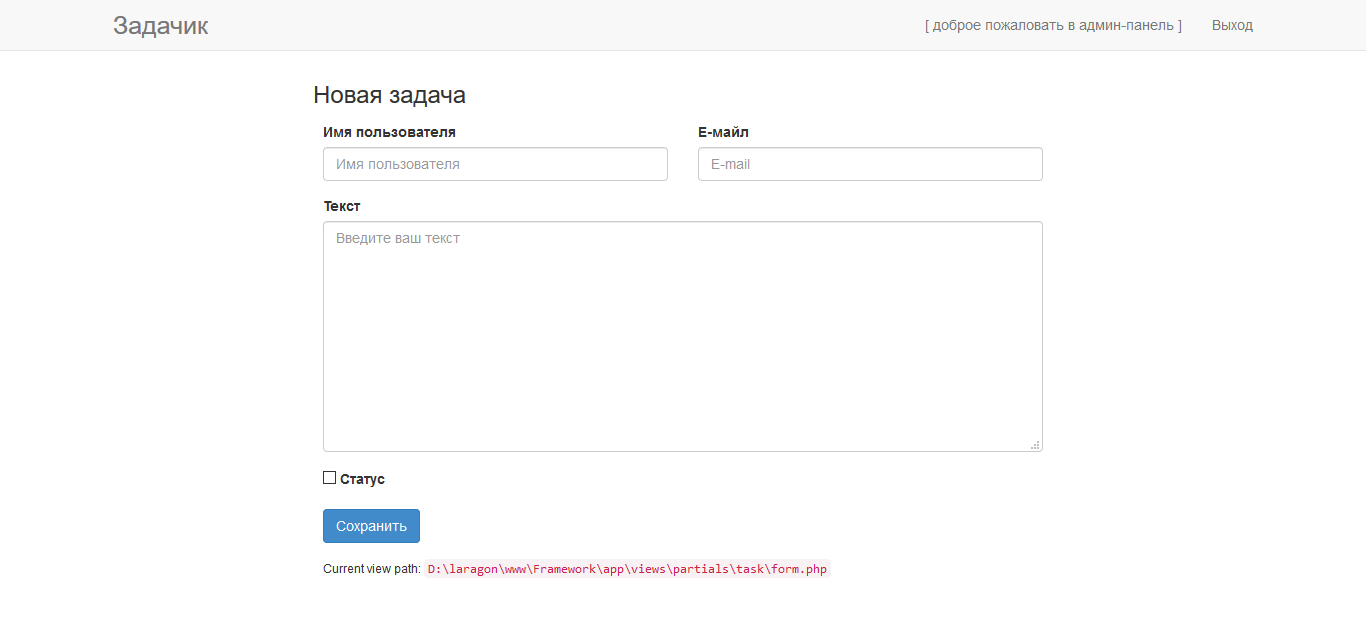 Задачик
[ доброе пожаловать в админ-панель ] Выход
Новая задача
Имя пользователя Е-майл
Имя пользователя E-mail
Текст
Введите ваш текст
Статус
Сохранить
Current view path: D:\laragon\www\Framework\app\views\partials\task\form.php